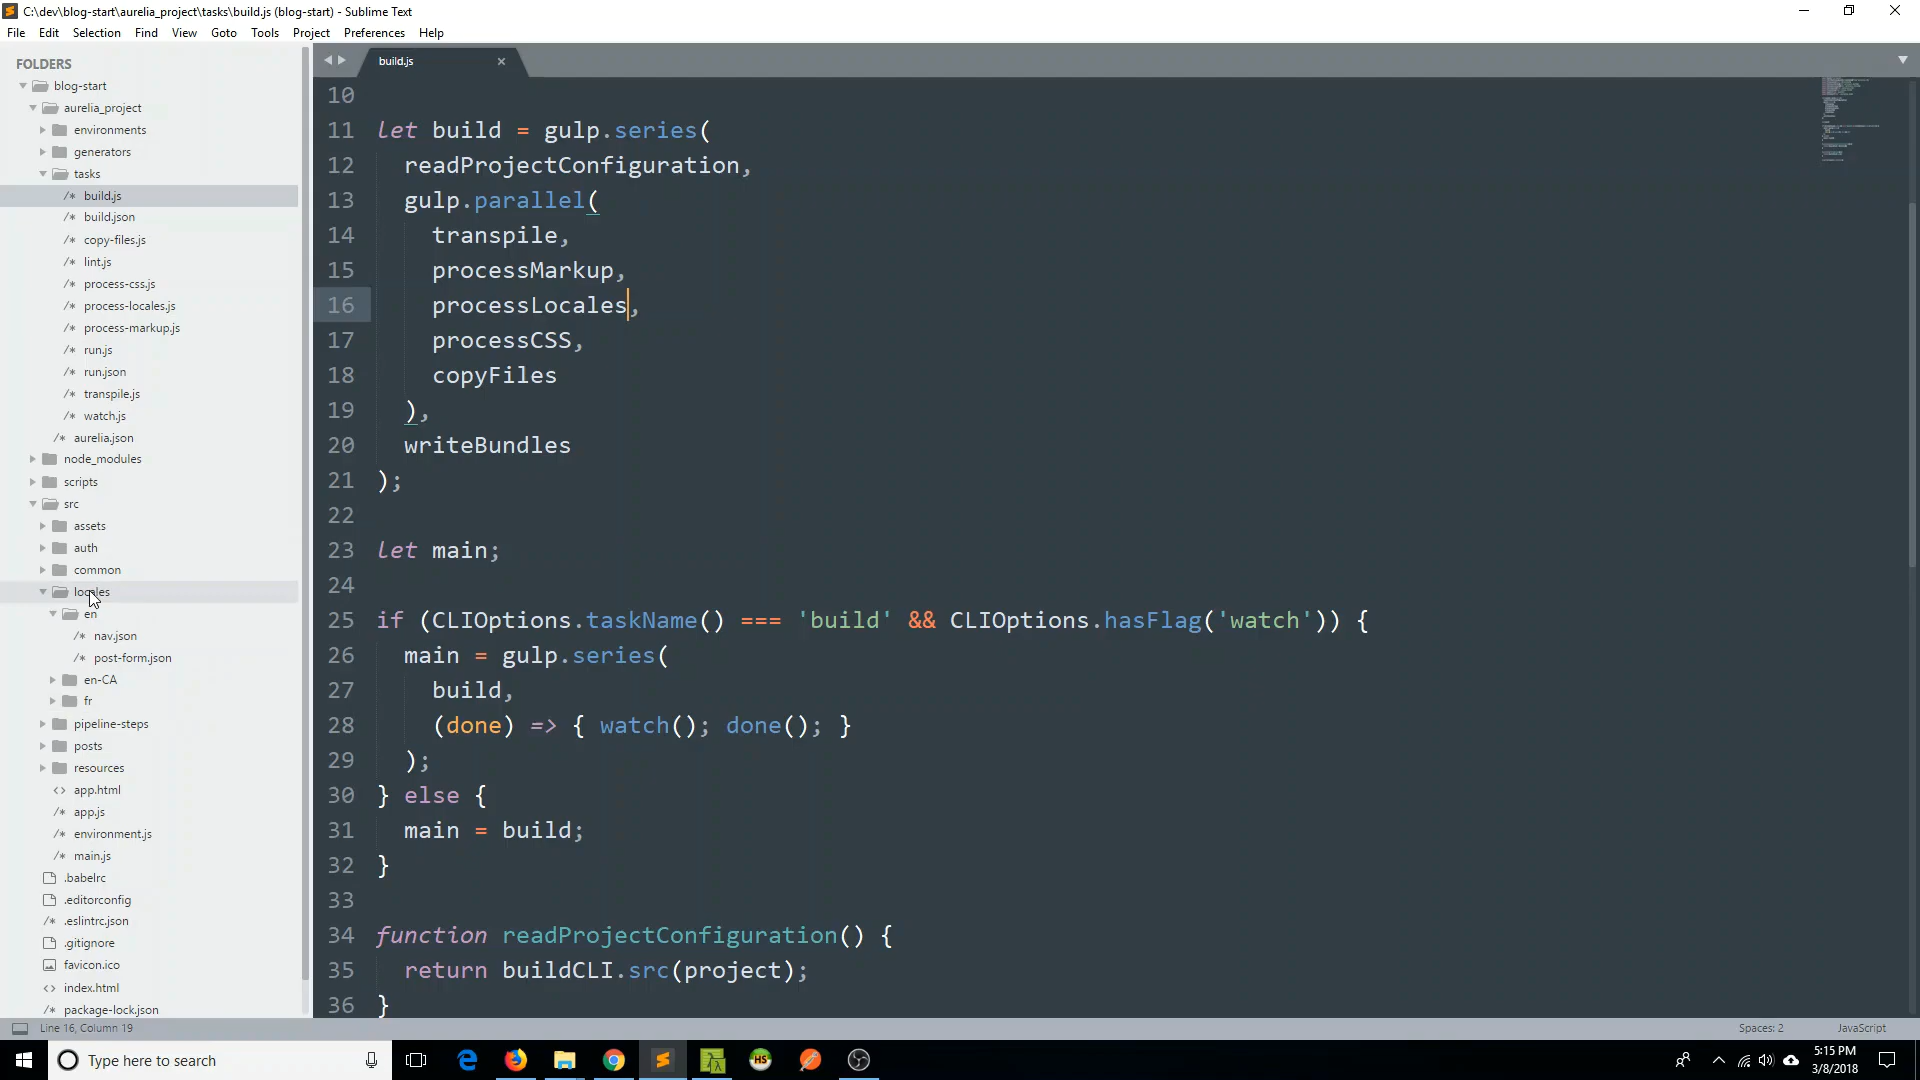 C:\dev\blog-start\aurelia_project\tasks\build.js (blog-start) - Sublime Text
File Edit Selection Find View Goto Tools Project Preferences Help
FOLDERS
blog-start
aurelia_project
environments
generators
tasks
/* build.js
/* build.json
/* copy-files.js
/* lint.js
/* process-css.js
/* process-locales.js
/* process-markup.js
/* run.js
/* run.json
/* transpile.js
/* watch.js
/* aurelia.json
node_modules
scripts
src
assets
auth
common
locales
en
/* nav.json
/* post-form.json
en-CA
fr
pipeline-steps
posts
resources
<> app.html
/* app.js
/* environment.js
/* main.js
.babelrc
.editorconfig
/* .eslintrc.json
.gitignore
favicon.ico
<> index.html
/* package-lock.json
build.js
10
11 let build = gulp.series(
12 readProjectConfiguration,
13 gulp.parallel(
14 transpile,
15 processMarkup,
16 processLocales,
17 processCSS,
18 copyFiles
19 ),
20 writeBundles
21 );
22
23 let main;
24
25 if (CLIOptions.taskName() === 'build' && CLIOptions.hasFlag('watch')) {
26 main = gulp.series(
27 build,
28 (done) => { watch(); done(); }
29 );
30 } else {
31 main = build;
32 }
33
34 function readProjectConfiguration() {
35 return buildCLI.src(project);
36 }
Line 16, Column 19
Spaces: 2
JavaScript
Type here to search
HS
5:15 PM
3/8/2018